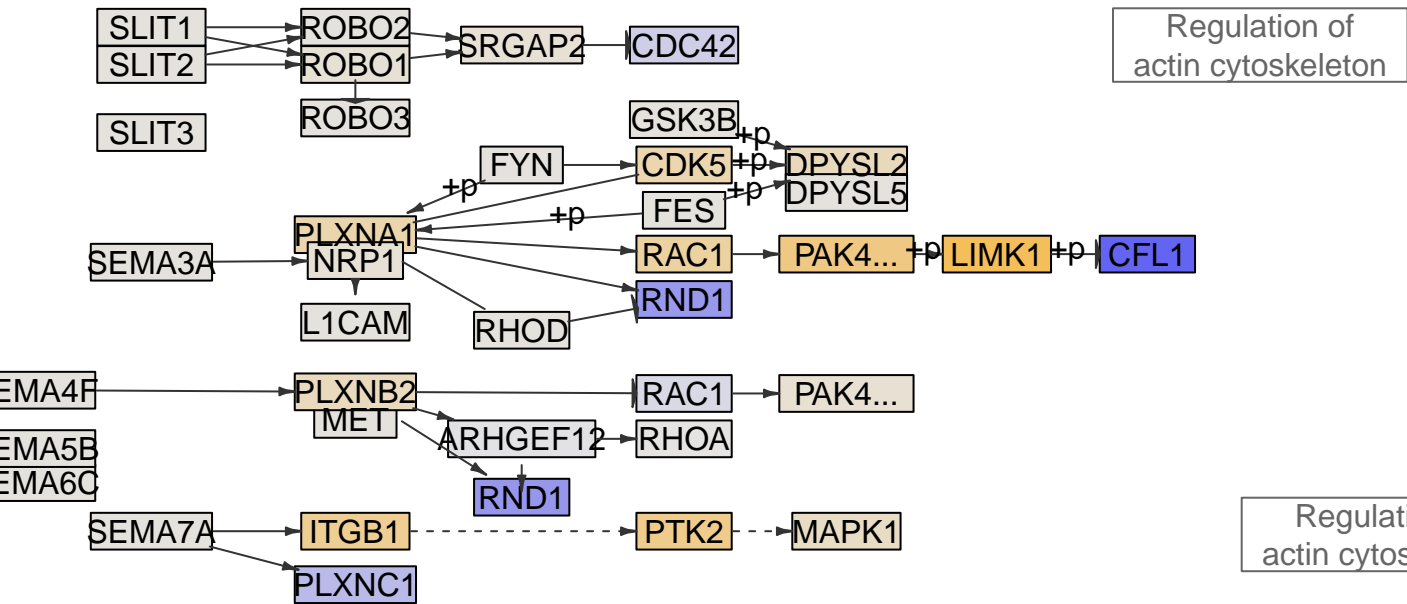 SLIT1
ROBO2
SRGAP2
CDC42
Regulation of
actin cytoskeleton
SLIT2
ROBO1
SLIT3
ROBO3
GSK3B
+p
FYN
CDK5
+p
DPYSL2
+p
+p
DPYSL5
PLXNA1
+p
FES
SEMA3A
NRP1
RAC1
PAK4...
+p
LIMK1
+p
CFL1
RND1
L1CAM
RHOD
EMA4F
PLXNB2
RAC1
PAK4...
MET
ARHGEF12
RHOA
EMA5B
EMA6C
RND1
SEMA7A
ITGB1
PTK2
MAPK1
Regulati
actin cytos
PLXNC1